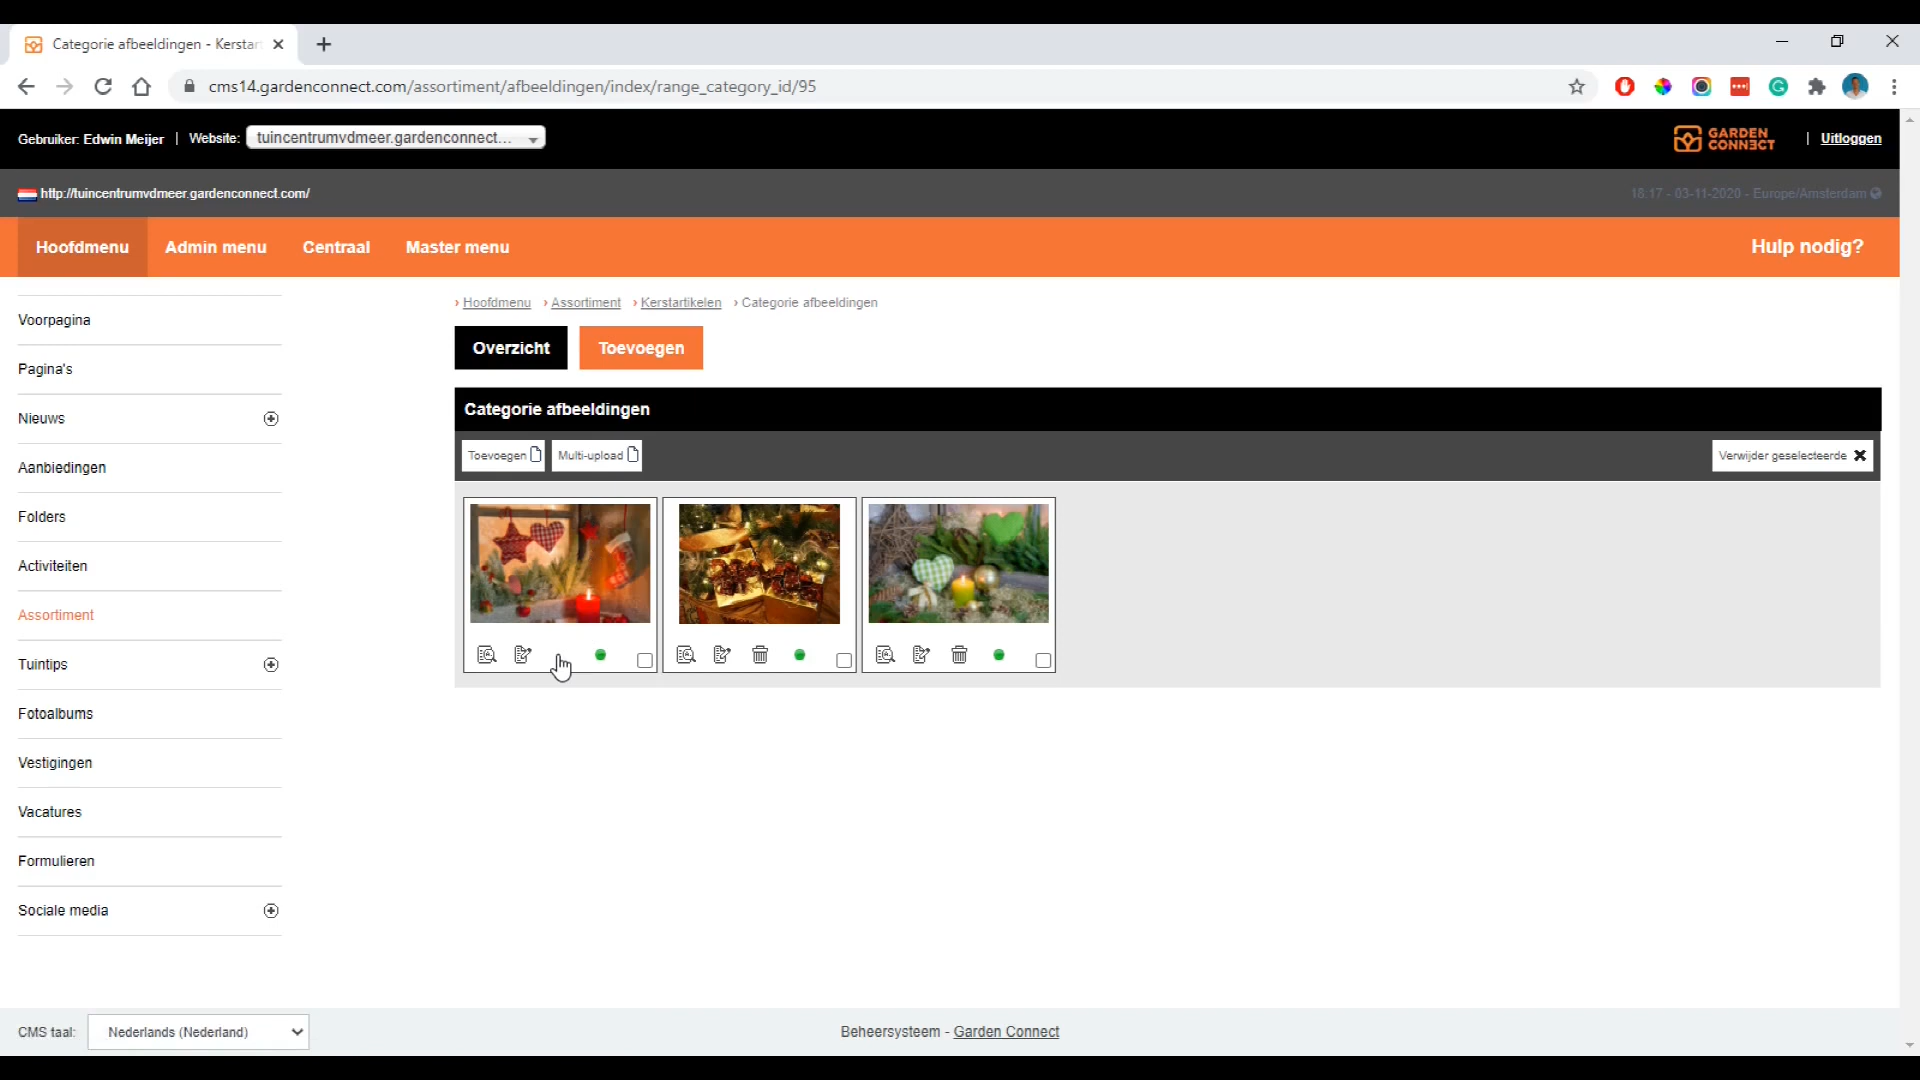 Categorie afbeeldingen - Kerstar
cms14.gardenconnect.com/assortiment/afbeeldingen/index/range_category_id/95
Gebruiker: Edwin Meijer | Website: tuincentrumvdmeer.gardenconnect...
GARDEN CONNECT | Uitloggen
http://tuincentrumvdmeer.gardenconnect.com/
18:17 - 03-11-2020 - Europe/Amsterdam
Hoofdmenu Admin menu Centraal Master menu Hulp nodig?
› Hoofdmenu › Assortiment › Kerstartikelen › Categorie afbeeldingen
Overzicht Toevoegen
Categorie afbeeldingen
Toevoegen Multi-upload Verwijder geselecteerde
Voorpagina
Pagina's
Nieuws
Aanbiedingen
Folders
Activiteiten
Assortiment
Tuintips
Fotoalbums
Vestigingen
Vacatures
Formulieren
Sociale media
CMS taal: Nederlands (Nederland)
Beheersysteem - Garden Connect